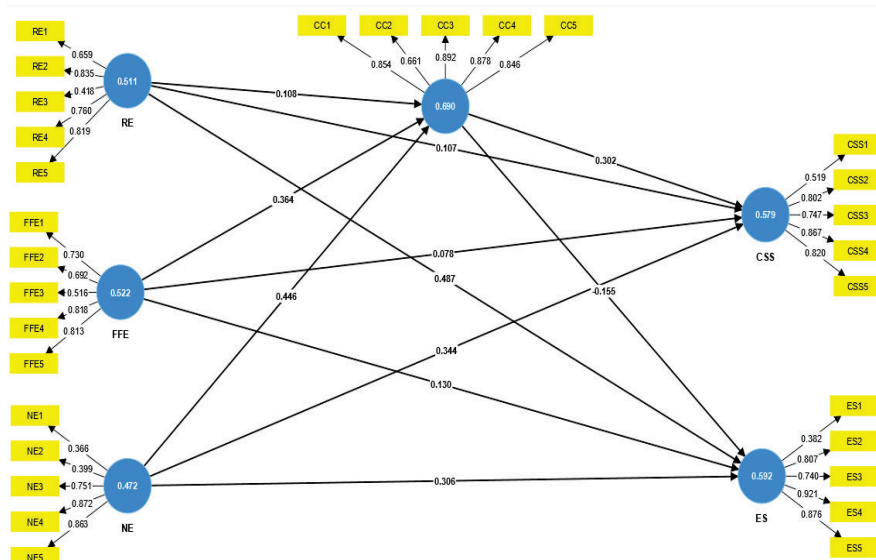 CC1 CC2 CC3 CC4 CC5
0.854 0.661 0.892 0.878 0.846
0.690
RE1
RE2
RE3
RE4
RE5
0.659
0.835
0.418
0.760
0.819
0.511
RE
FFE1
FFE2
FFE3
FFE4
FFE5
0.730
0.692
0.516
0.818
0.813
0.522
FFE
NE1
NE2
NE3
NE4
NE5
0.366
0.399
0.751
0.872
0.863
0.472
NE
0.108
0.107
0.302
0.364
0.078
0.487
-0.155
0.446
0.344
0.130
0.306
CSS1
CSS2
CSS3
CSS4
CSS5
0.519
0.802
0.747
0.867
0.820
0.579
CSS
ES1
ES2
ES3
ES4
ES5
0.382
0.807
0.740
0.921
0.876
0.592
ES